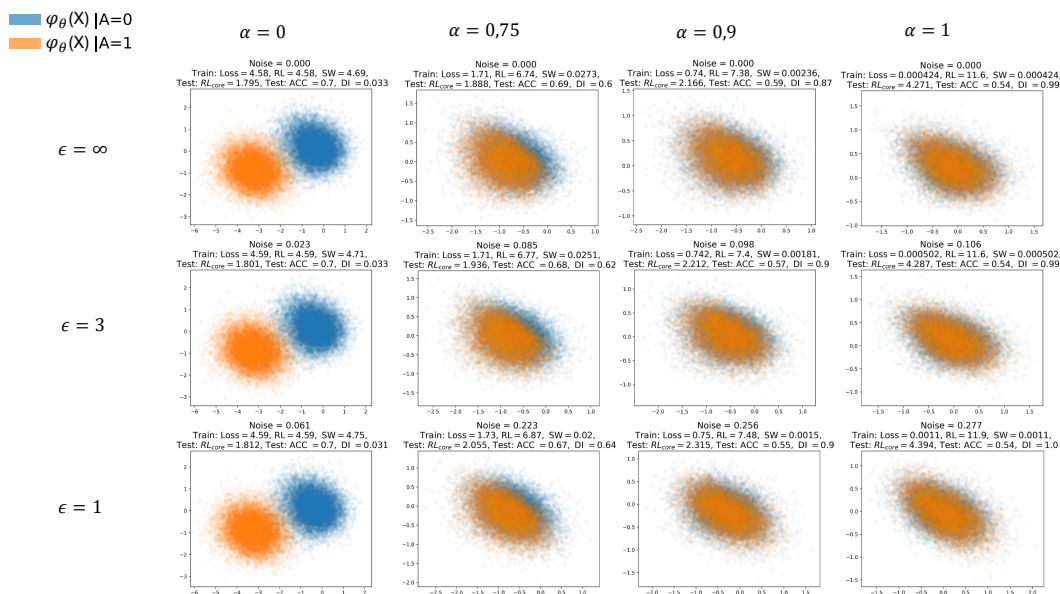 φ_θ(X) |A=0
φ_θ(X) |A=1
α = 0
α = 0,75
α = 0,9
α = 1
ϵ = ∞
Noise = 0.000
Train: Loss = 4.58, RL = 4.58, SW = 4.69,
Test: RL_core = 1.795, Test: ACC = 0.7, DI = 0.033
Noise = 0.000
Train: Loss = 1.71, RL = 6.74, SW = 0.0273,
Test: RL_core = 1.888, Test: ACC = 0.69, DI = 0.6
Noise = 0.000
Train: Loss = 0.74, RL = 7.38, SW = 0.00236,
Test: RL_core = 2.166, Test: ACC = 0.59, DI = 0.87
Noise = 0.000
Train: Loss = 0.000424, RL = 11.6, SW = 0.000424,
Test: RL_core = 4.271, Test: ACC = 0.54, DI = 0.99
ϵ = 3
Noise = 0.023
Train: Loss = 4.59, RL = 4.59, SW = 4.71,
Test: RL_core = 1.801, Test: ACC = 0.7, DI = 0.033
Noise = 0.085
Train: Loss = 1.71, RL = 6.77, SW = 0.0251,
Test: RL_core = 1.936, Test: ACC = 0.68, DI = 0.62
Noise = 0.098
Train: Loss = 0.742, RL = 7.4, SW = 0.00181,
Test: RL_core = 2.212, Test: ACC = 0.57, DI = 0.9
Noise = 0.106
Train: Loss = 0.000502, RL = 11.6, SW = 0.000502,
Test: RL_core = 4.287, Test: ACC = 0.54, DI = 0.99
ϵ = 1
Noise = 0.061
Train: Loss = 4.59, RL = 4.59, SW = 4.75,
Test: RL_core = 1.812, Test: ACC = 0.7, DI = 0.031
Noise = 0.223
Train: Loss = 1.73, RL = 6.87, SW = 0.02,
Test: RL_core = 2.055, Test: ACC = 0.67, DI = 0.64
Noise = 0.256
Train: Loss = 0.75, RL = 7.48, SW = 0.0015,
Test: RL_core = 2.315, Test: ACC = 0.55, DI = 0.9
Noise = 0.277
Train: Loss = 0.0011, RL = 11.9, SW = 0.0011,
Test: RL_core = 4.394, Test: ACC = 0.54, DI = 1.0